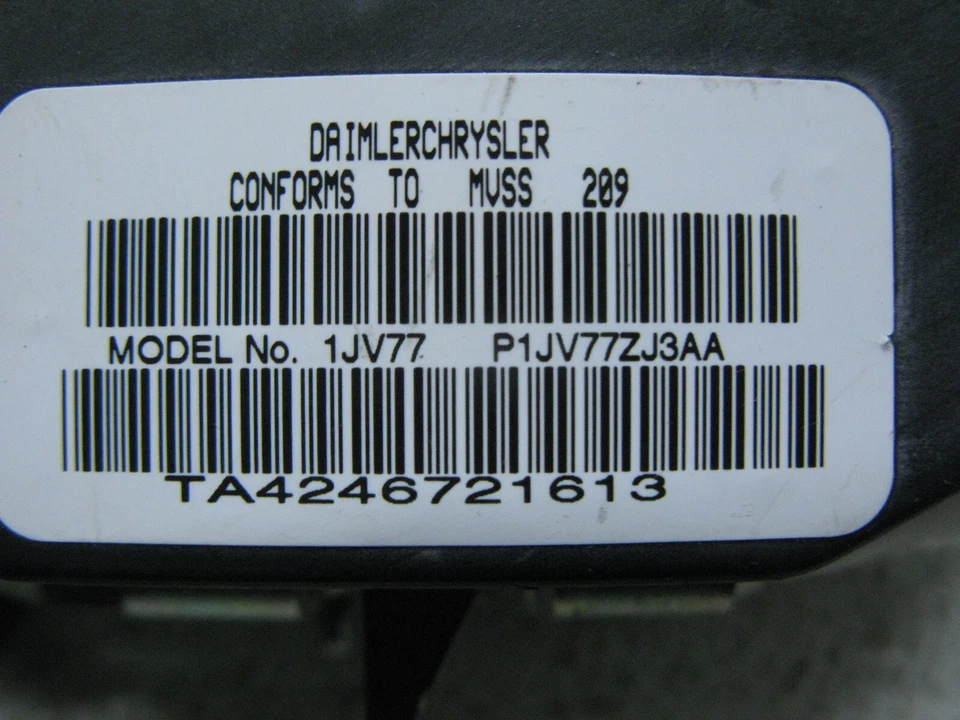 DAIMLERCHRYSLER
CONFORMS TO MVSS 209
MODEL No. 1JV77 P1JV77ZJ3AA
TA4246721613